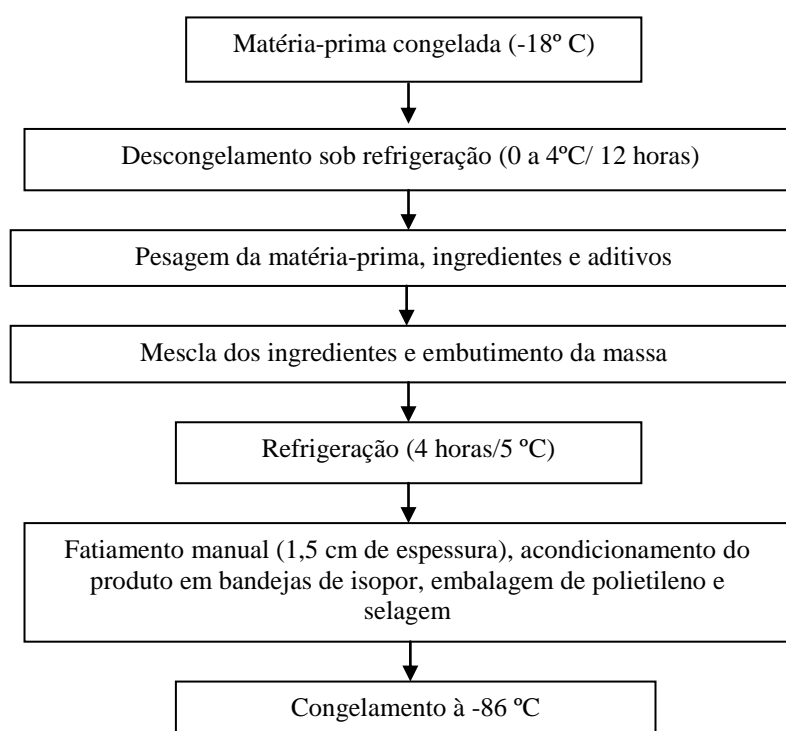 Matéria-prima congelada (-18º C)
Descongelamento sob refrigeração (0 a 4ºC/ 12 horas)
Pesagem da matéria-prima, ingredientes e aditivos
Mescla dos ingredientes e embutimento da massa
Refrigeração (4 horas/5 ºC)
Fatiamento manual (1,5 cm de espessura), acondicionamento do
produto em bandejas de isopor, embalagem de polietileno e
selagem
Congelamento à -86 ºC